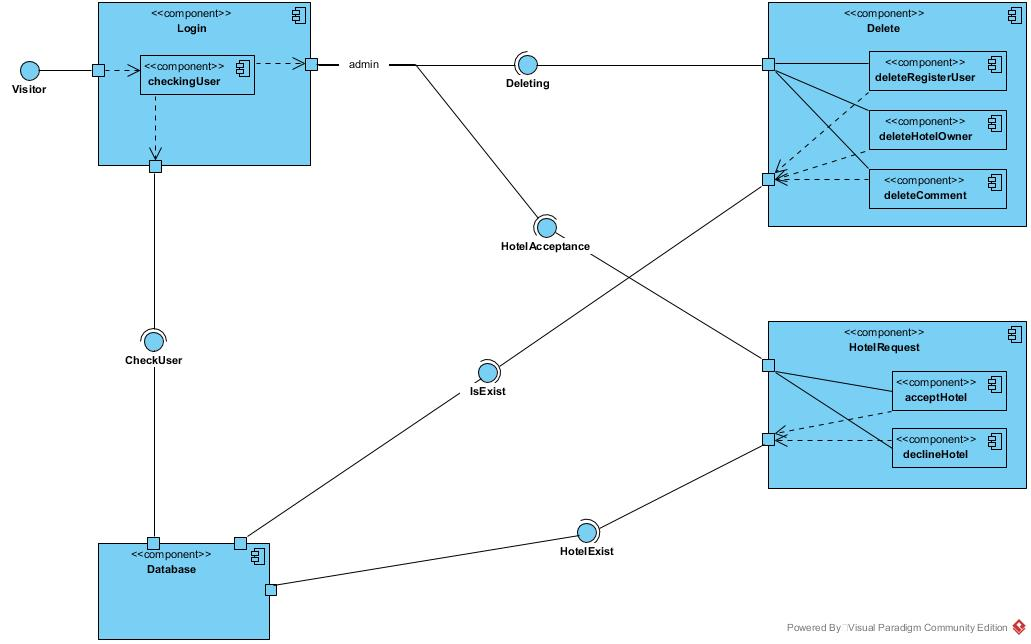 <<component>>
Login
<<component>>
checkingUser
Visitor
admin
Deleting
<<component>>
Delete
<<component>>
deleteRegisterUser
<<component>>
deleteHotelOwner
<<component>>
deleteComment
HotelAcceptance
CheckUser
IsExist
<<component>>
HotelRequest
<<component>>
acceptHotel
<<component>>
declineHotel
HotelExist
<<component>>
Database
Powered By Visual Paradigm Community Edition